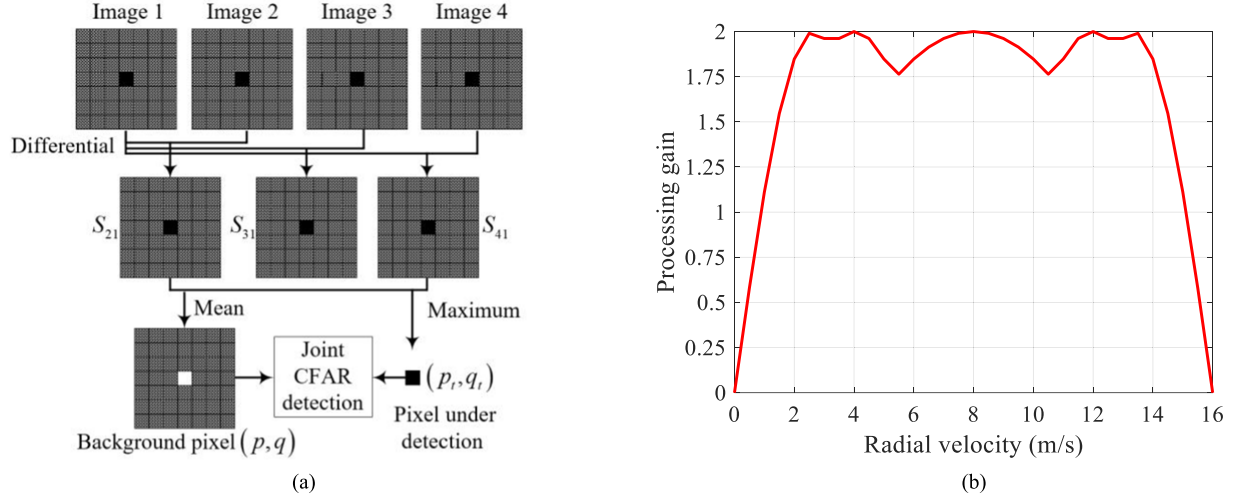 Image 1 Image 2 Image 3 Image 4
Differential
S21 S31 S41
Mean
Maximum
Joint
CFAR
detection
(pt, qt)
Pixel under
detection
Background pixel (p, q)
(a)
2
1.75
1.5
1.25
1
0.75
0.5
0.25
0
Processing gain
0 2 4 6 8 10 12 14 16
Radial velocity (m/s)
(b)